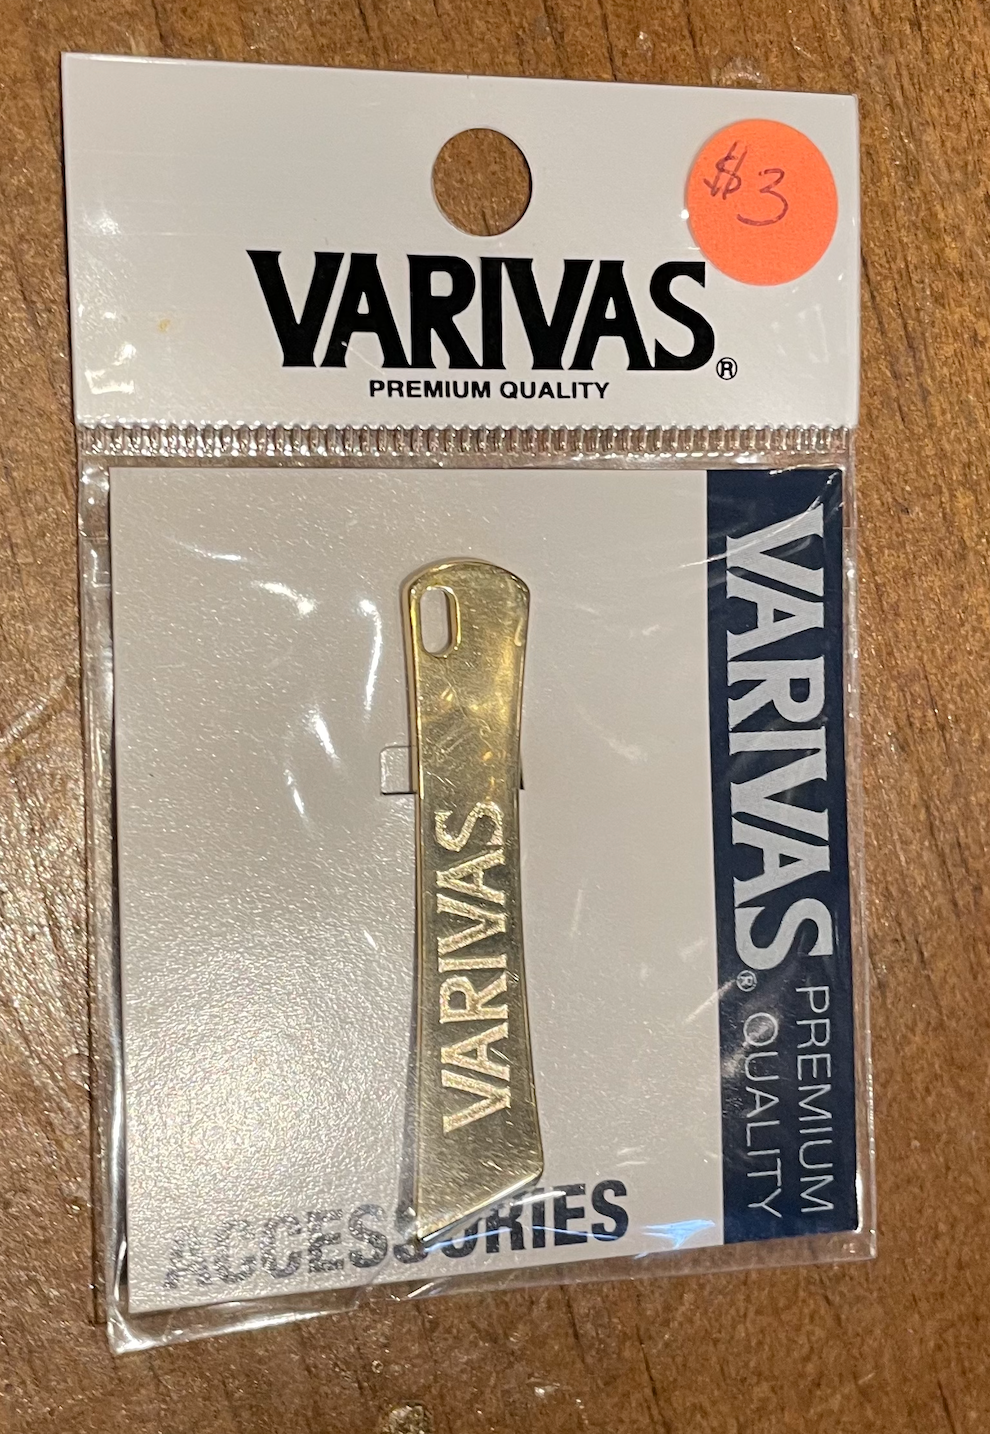 $3
VARIVAS®
PREMIUM QUALITY
VARIVAS
VARIVAS®
PREMIUM
QUALITY
ACCESSORIES